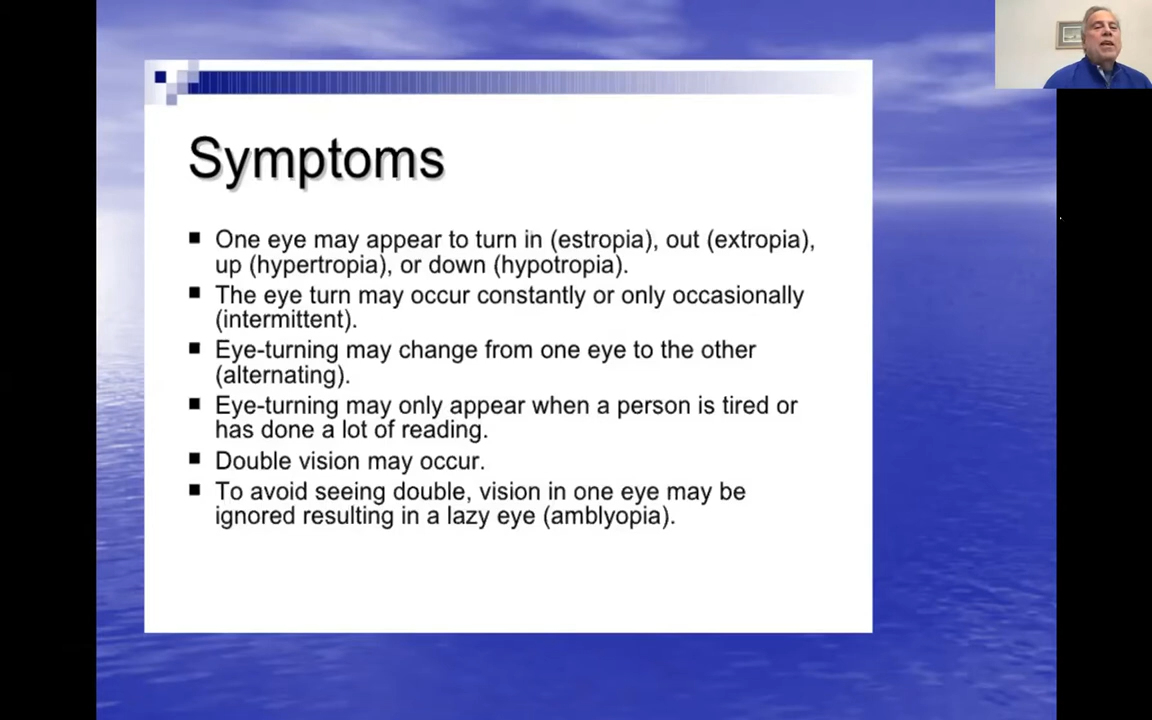 Symptoms
One eye may appear to turn in (estropia), out (extropia),
up (hypertropia), or down (hypotropia).
The eye turn may occur constantly or only occasionally
(intermittent).
Eye-turning may change from one eye to the other
(alternating).
Eye-turning may only appear when a person is tired or
has done a lot of reading.
Double vision may occur.
To avoid seeing double, vision in one eye may be
ignored resulting in a lazy eye (amblyopia).